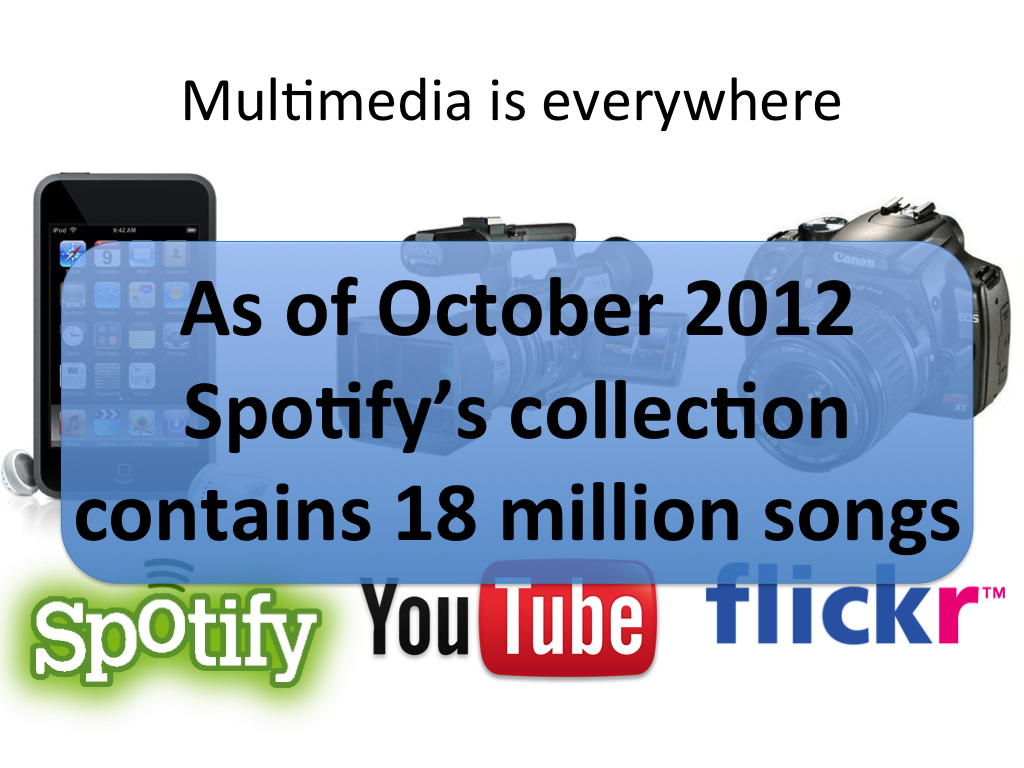 Multimedia is everywhere
iPod 9:42 AM
9
Canon
EOS
As of October 2012
Spotify’s collection
contains 18 million songs
Spotify
YouTube
flickr™